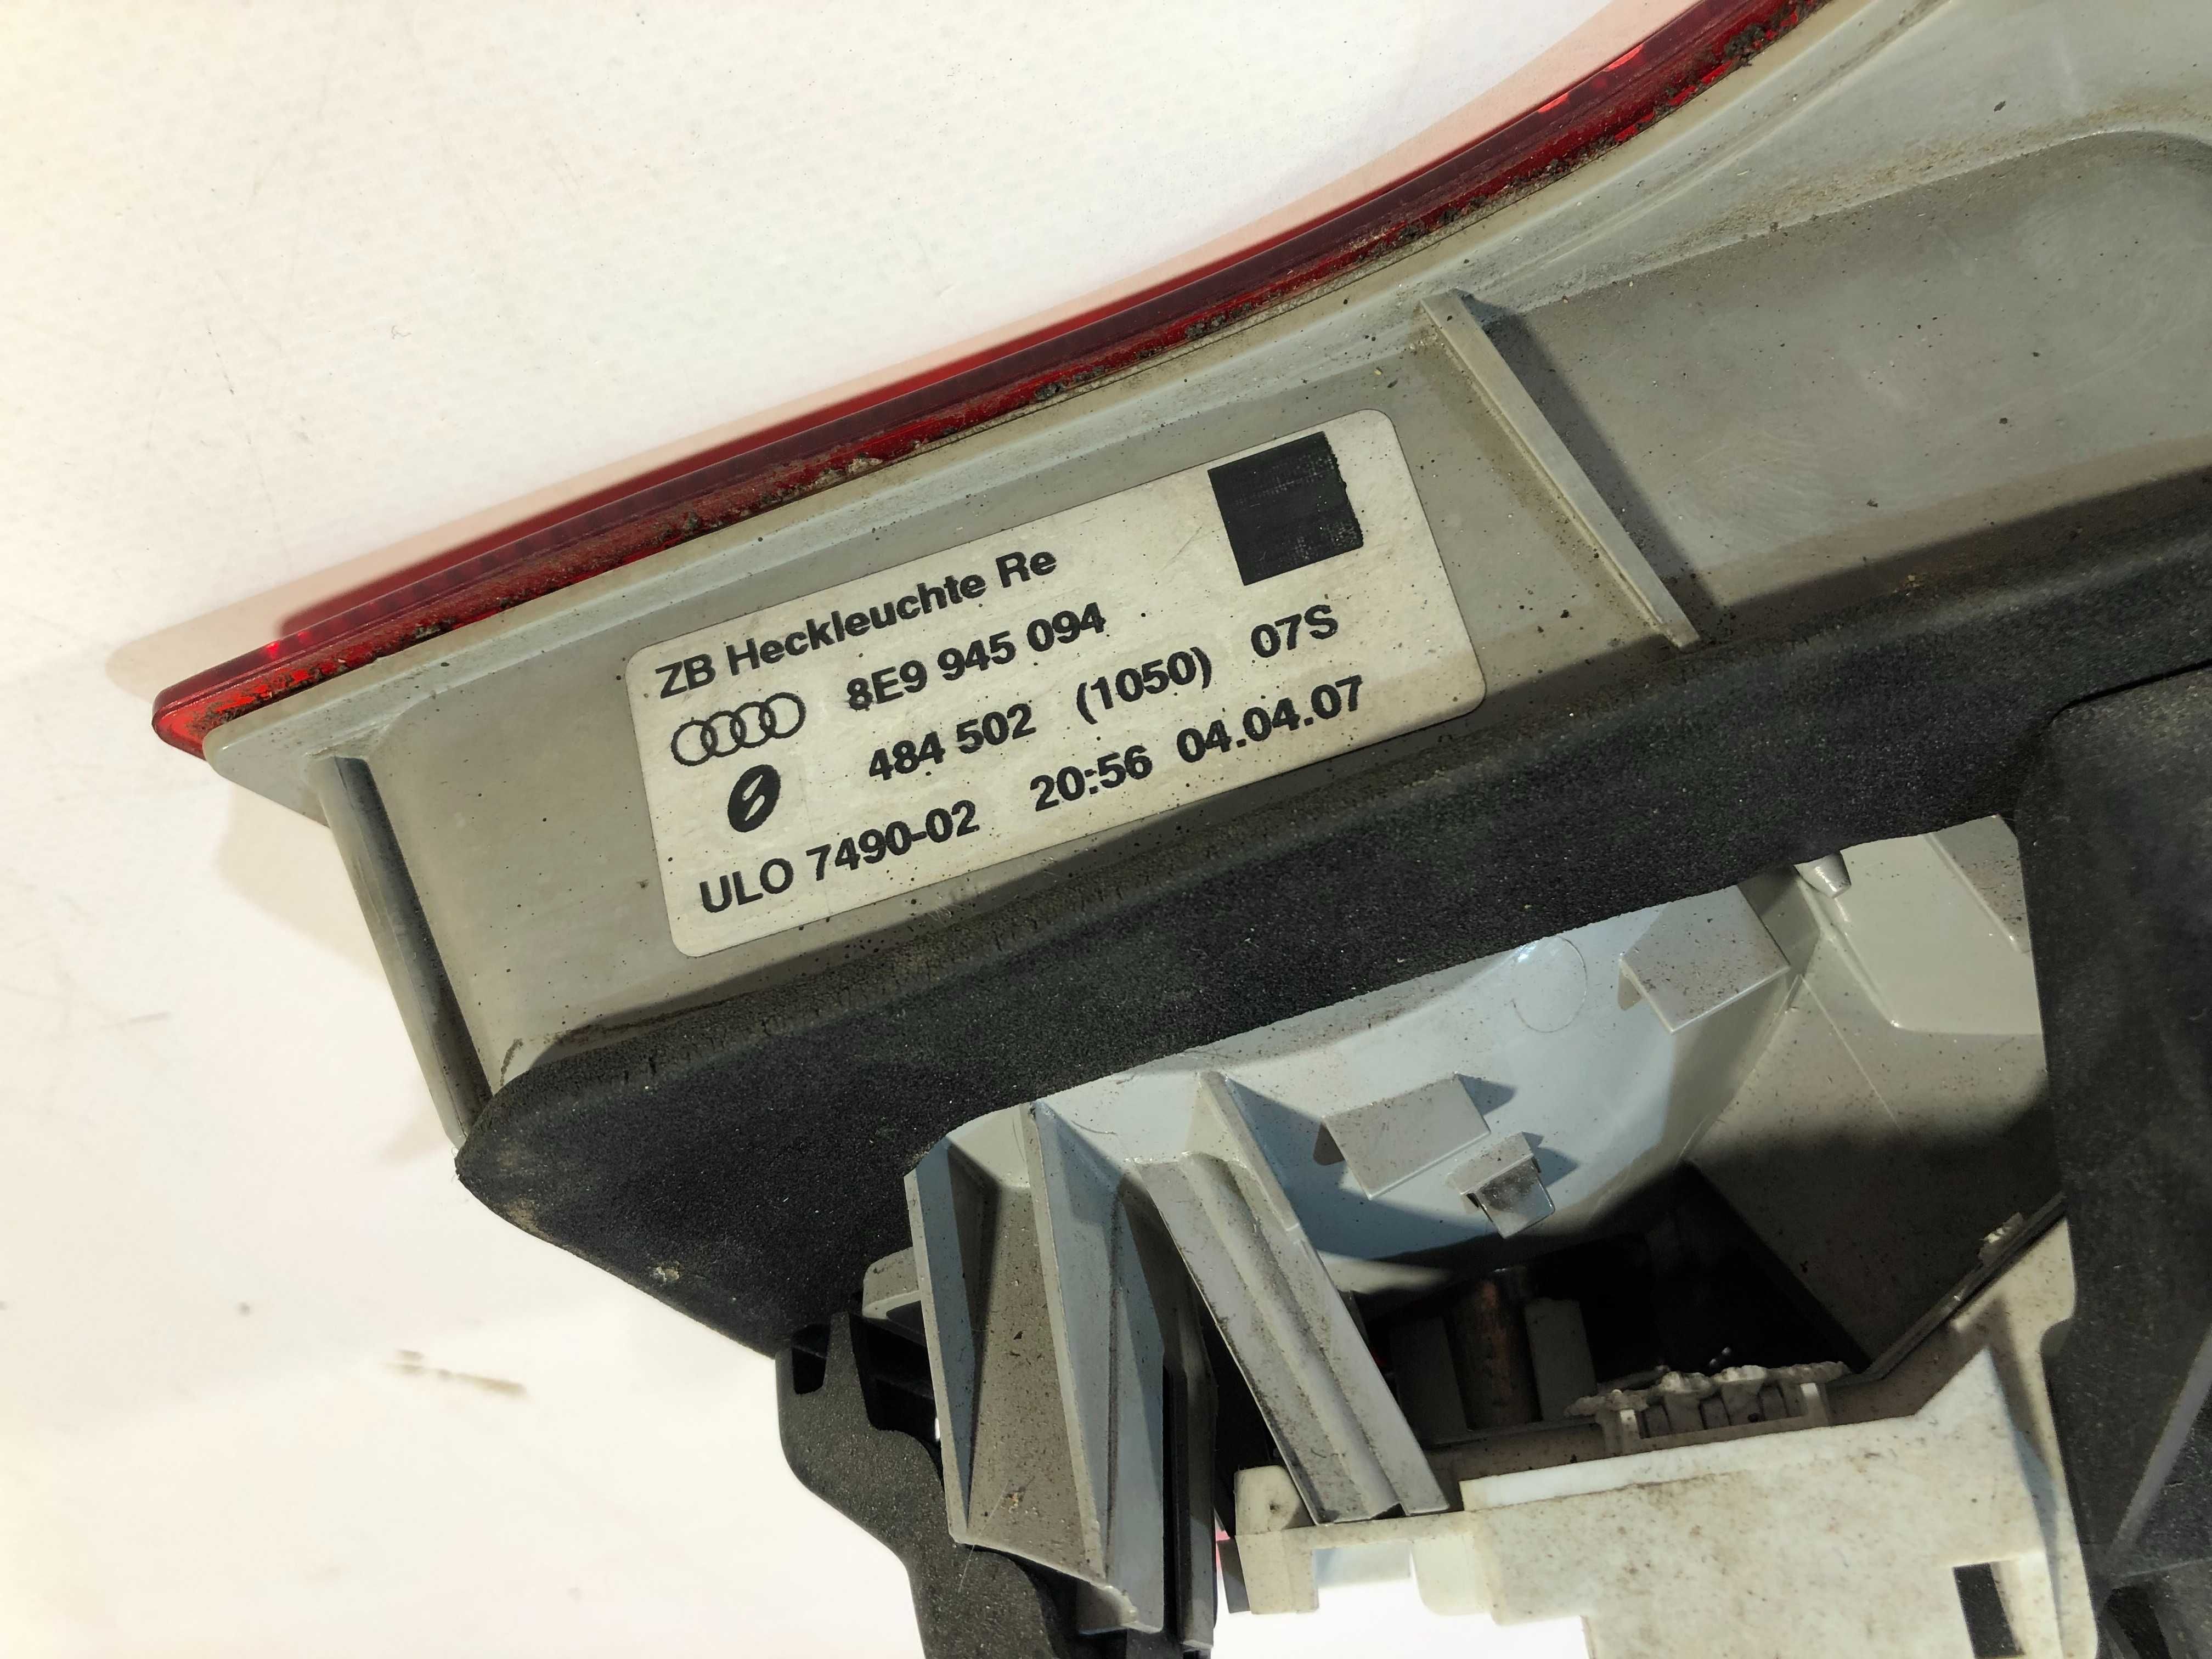 ZB Heckleuchte Re
8E9 945 094
484 502 (1050) 07S
ULO 7490-02 20:56 04.04.07